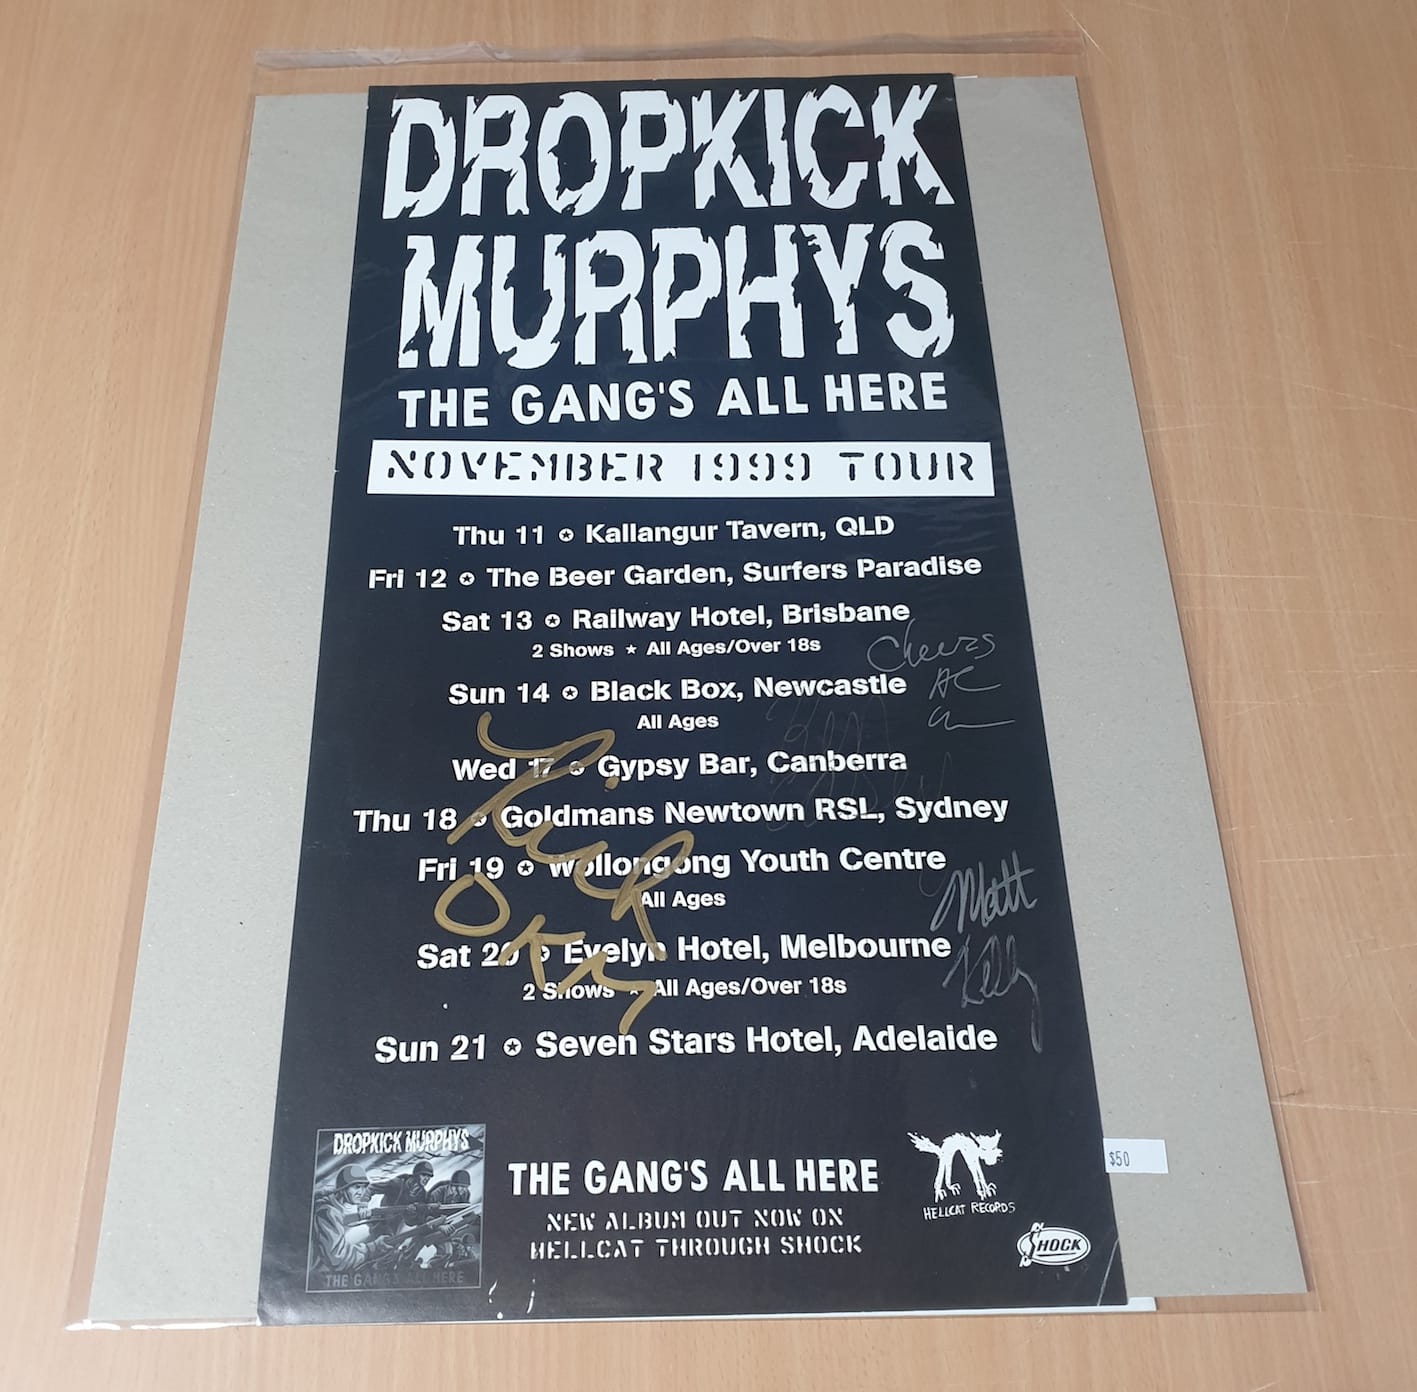 DROPKICK
MURPHYS
THE GANG'S ALL HERE
NOVEMBER 1999 TOUR
Thu 11 ✪ Kallangur Tavern, QLD
Fri 12 ✪ The Beer Garden, Surfers Paradise
Sat 13 ✪ Railway Hotel, Brisbane
2 Shows ★ All Ages/Over 18s
Cheers
Sun 14 ✪ Black Box, Newcastle
All Ages
Wed 17 ✪ Gypsy Bar, Canberra
Thu 18 ✪ Goldmans Newtown RSL, Sydney
Fri 19 ✪ Wollongong Youth Centre
All Ages
Matt
Kelly
Sat 20 ✪ Evelyn Hotel, Melbourne
2 Shows ★ All Ages/Over 18s
Sun 21 ✪ Seven Stars Hotel, Adelaide
DROPKICK MURPHYS
THE GANG'S ALL HERE
THE GANG'S ALL HERE
NEW ALBUM OUT NOW ON
HELLCAT THROUGH SHOCK
HELLCAT RECORDS
SHOCK
$50